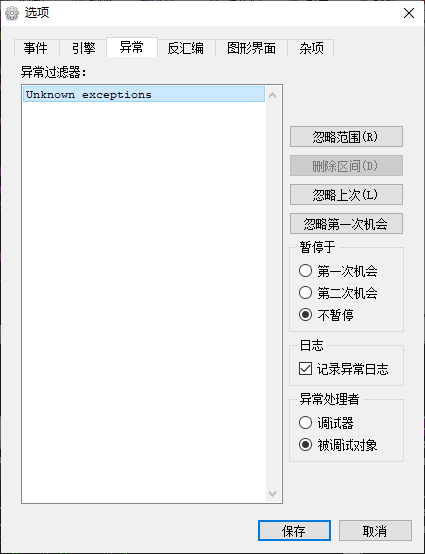 选项
事件 引擎 异常 反汇编 图形界面 杂项
异常过滤器:
Unknown exceptions
忽略范围(R)
删除区间(D)
忽略上次(L)
忽略第一次机会
暂停于
第一次机会
第二次机会
不暂停
日志
记录异常日志
异常处理者
调试器
被调试对象
保存 取消